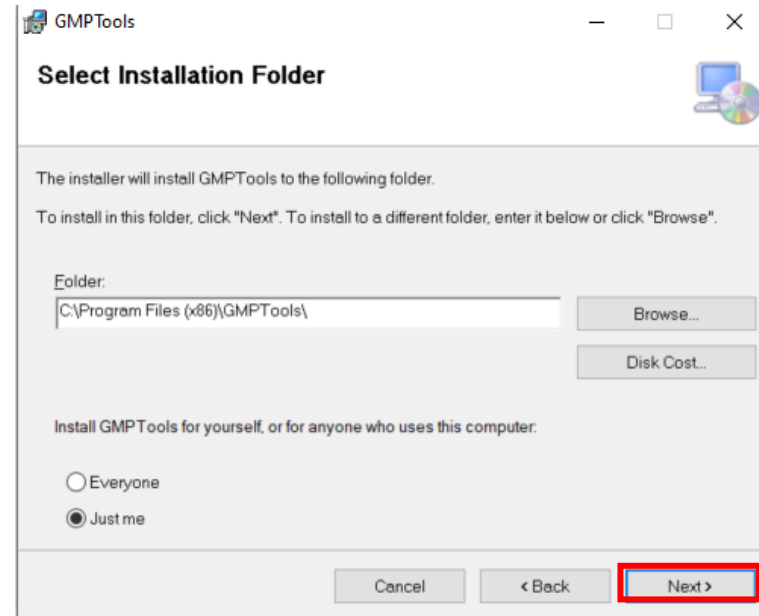 GMPTools
Select Installation Folder
The installer will install GMPTools to the following folder.
To install in this folder, click "Next". To install to a different folder, enter it below or click "Browse".
Folder:
C:\Program Files (x86)\GMPTools\
Browse...
Disk Cost...
Install GMPTools for yourself, or for anyone who uses this computer:
Everyone
Just me
Cancel
< Back
Next >